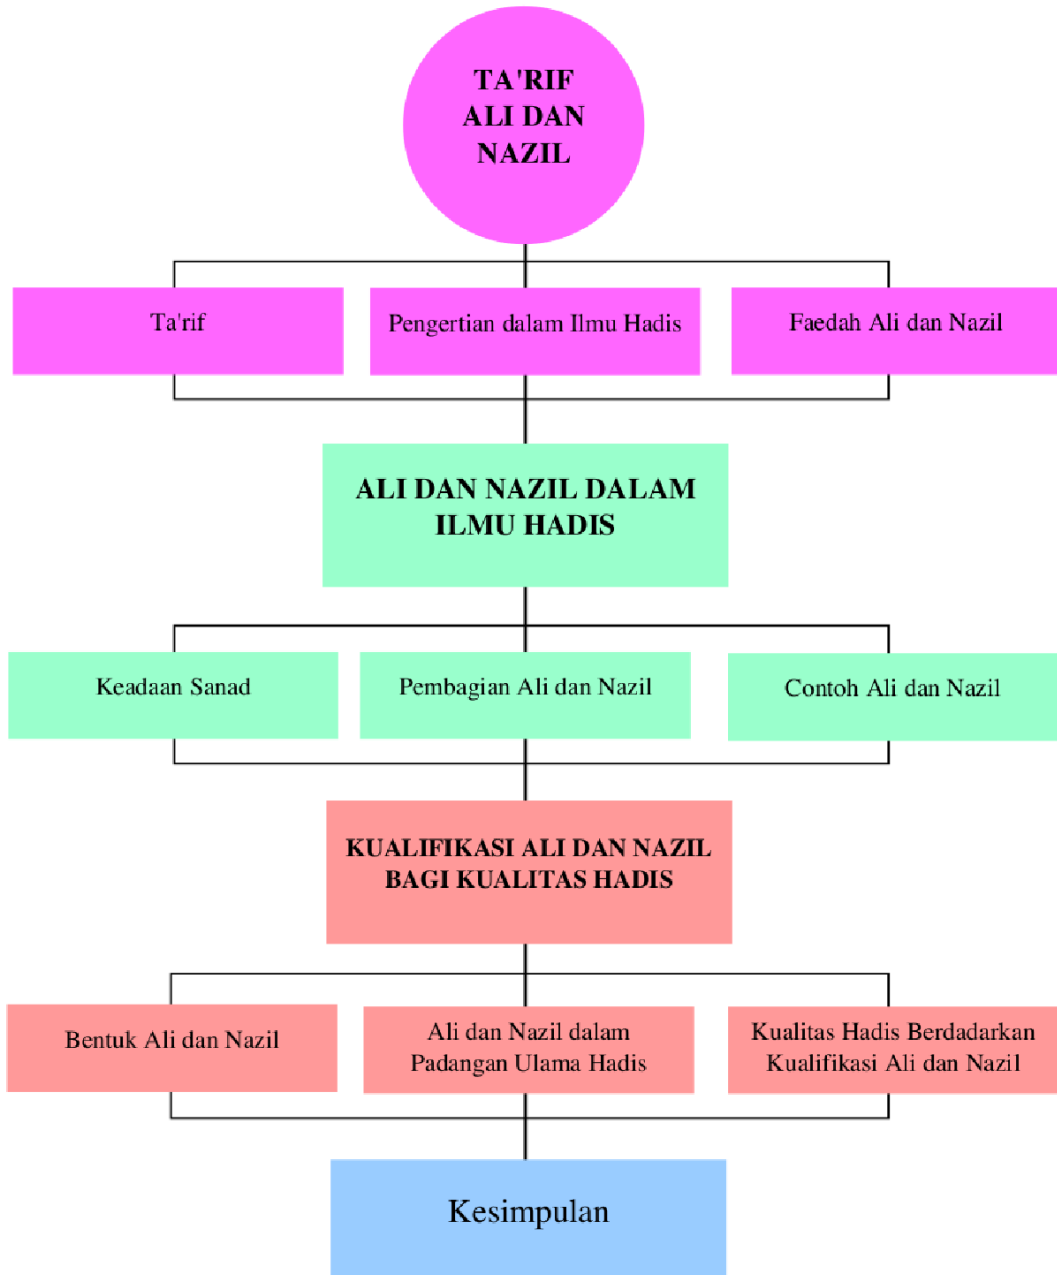 TA'RIF
ALI DAN
NAZIL
Ta'rif
Pengertian dalam Ilmu Hadis
Faedah Ali dan Nazil
ALI DAN NAZIL DALAM
ILMU HADIS
Keadaan Sanad
Pembagian Ali dan Nazil
Contoh Ali dan Nazil
KUALIFIKASI ALI DAN NAZIL
BAGI KUALITAS HADIS
Bentuk Ali dan Nazil
Ali dan Nazil dalam
Padangan Ulama Hadis
Kualitas Hadis Berdadarkan
Kualifikasi Ali dan Nazil
Kesimpulan